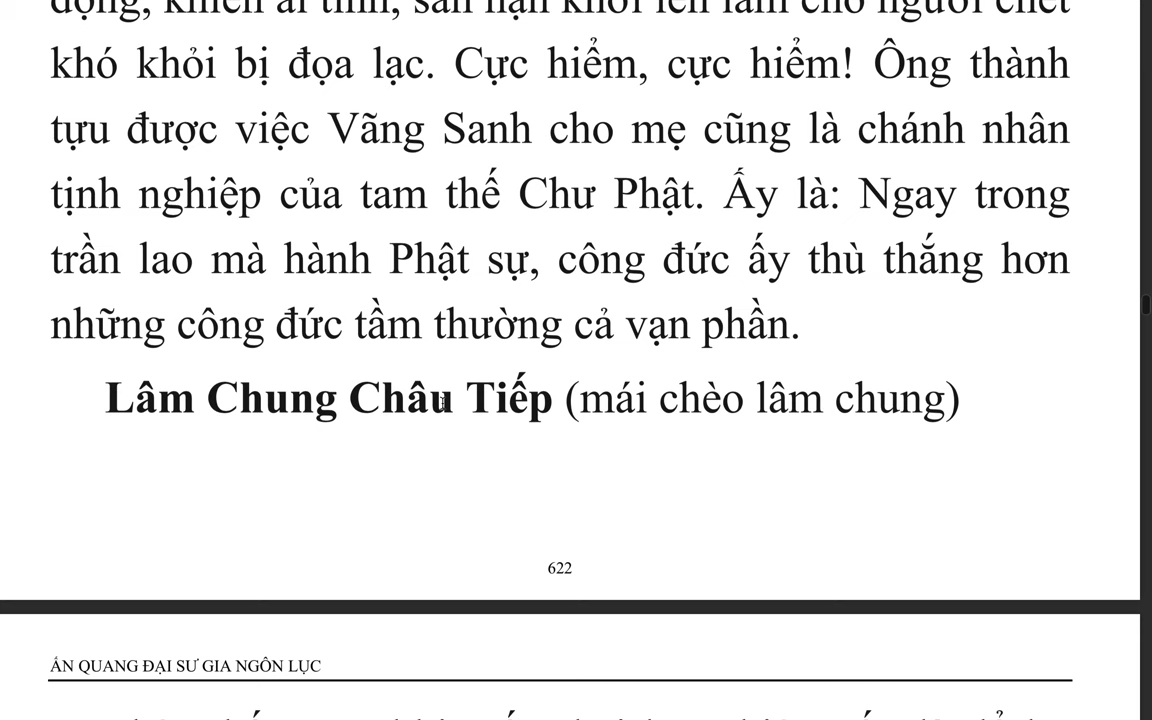 khó khỏi bị đọa lạc. Cực hiểm, cực hiểm! Ông thành
tựu được việc Vãng Sanh cho mẹ cũng là chánh nhân
tịnh nghiệp của tam thế Chư Phật. Ấy là: Ngay trong
trần lao mà hành Phật sự, công đức ấy thù thắng hơn
những công đức tầm thường cả vạn phần.
Lâm Chung Châu Tiếp (mái chèo lâm chung)
622
ẤN QUANG ĐẠI SƯ GIA NGÔN LỤC